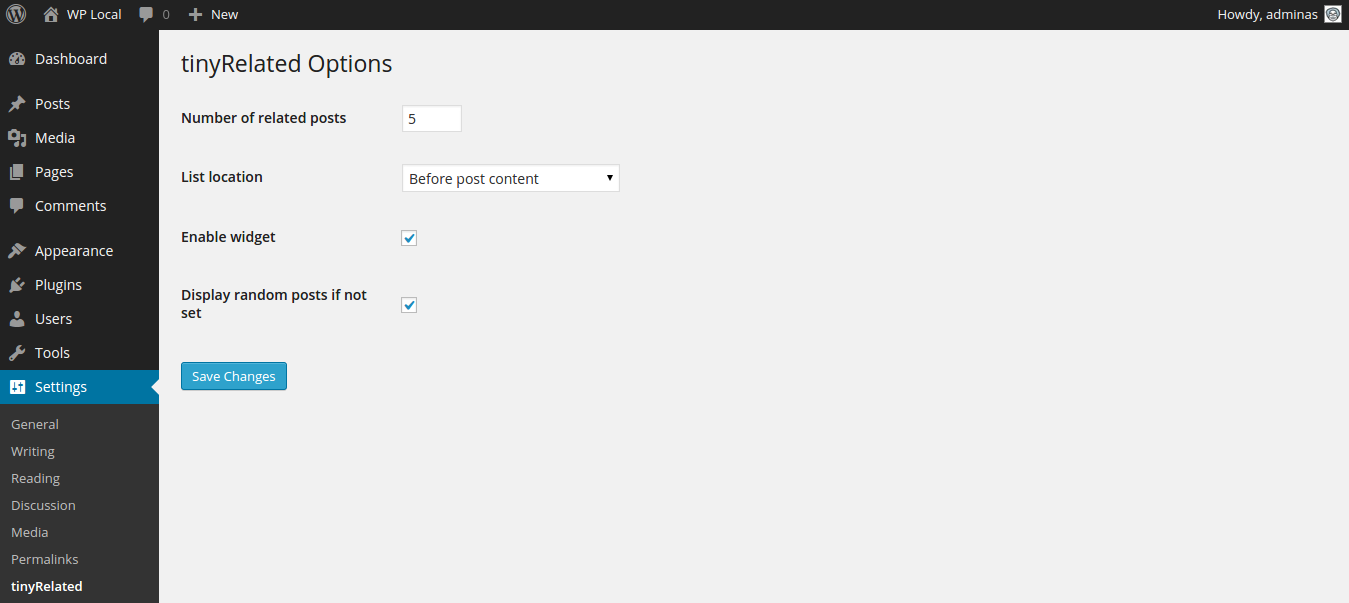 WP Local 0 New Howdy, adminas
Dashboard
Posts
Media
Pages
Comments
Appearance
Plugins
Users
Tools
Settings
General
Writing
Reading
Discussion
Media
Permalinks
tinyRelated
tinyRelated Options
Number of related posts 5
List location Before post content
Enable widget
Display random posts if not
set
Save Changes